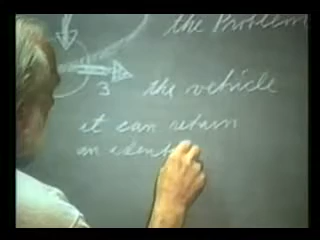 the Problem
3 the vehicle
it can retain
an ident